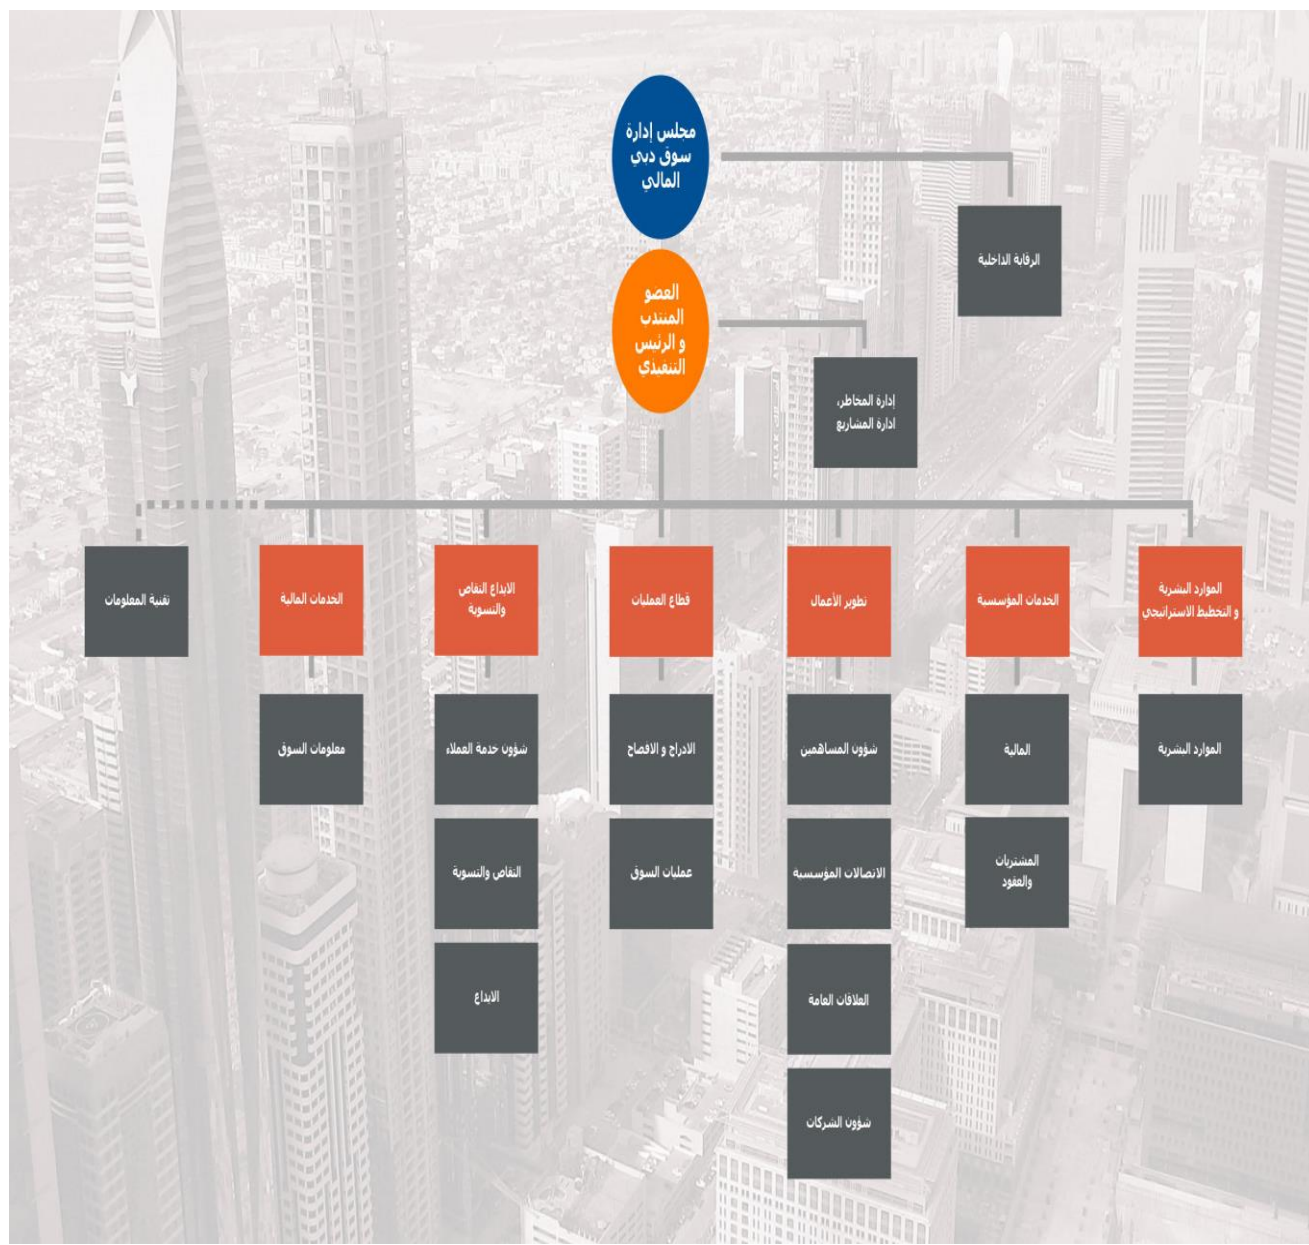 مجلس إدارة
سوق دبي
المالي
الرقابة الداخلية
العضو
المنتدب
و الرئيس
التنفيذي
إدارة المخاطر،
ادارة المشاريع
الموارد البشرية
و التخطيط الاستراتيجي
الخدمات المؤسسية
تطوير الأعمال
قطاع العمليات
الايداع التقاص
والتسوية
الخدمات المالية
تقنية المعلومات
الموارد البشرية
المالية
شؤون المساهمين
الادراج و الافصاح
شؤون خدمة العملاء
معلومات السوق
المشتريات
والعقود
الاتصالات المؤسسية
عمليات السوق
التقاص والتسوية
العلاقات العامة
الايداع
شؤون الشركات